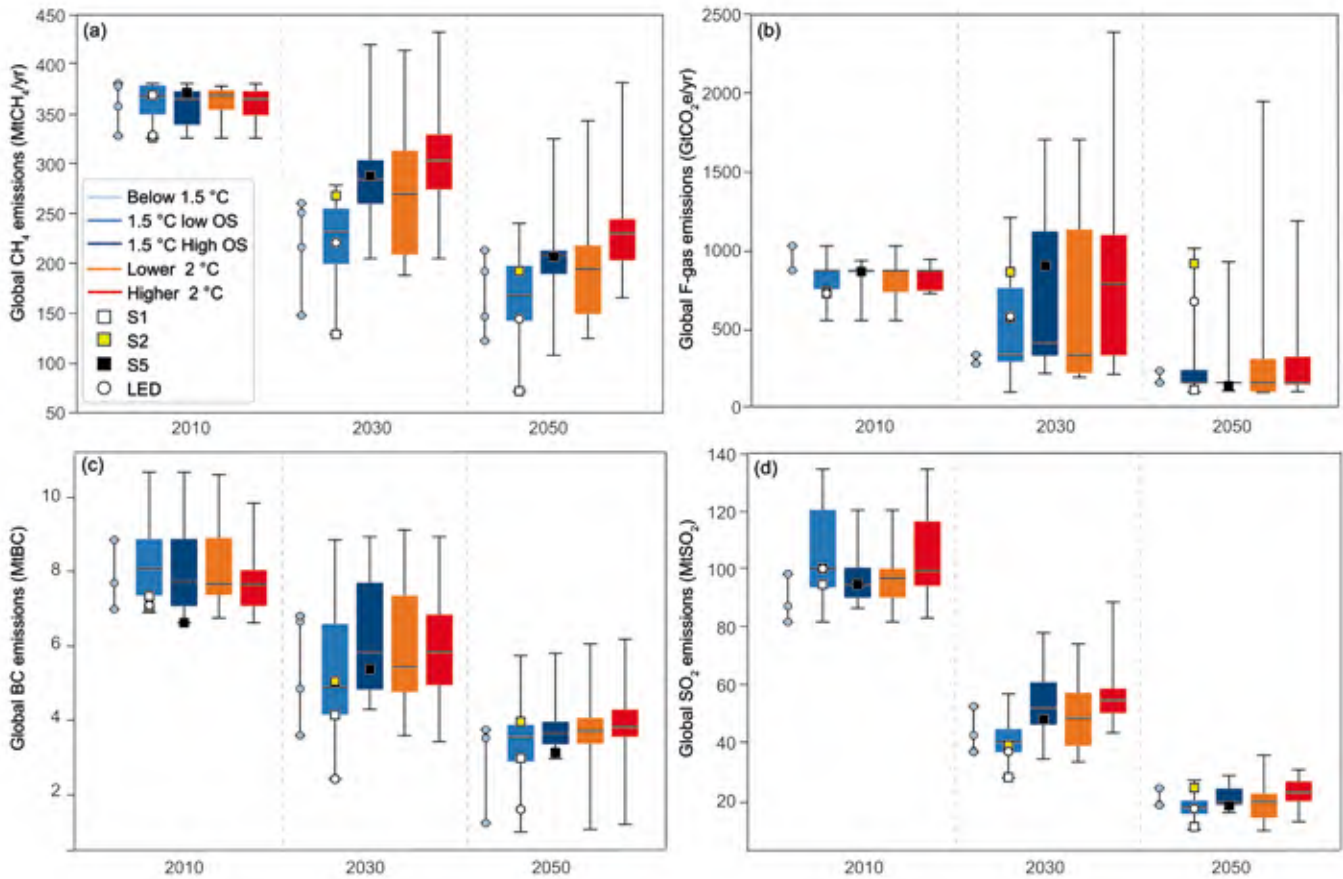 (a)
Global CH₄ emissions (MtCH₄/yr)
450
400
350
300
250
200
150
100
50
Below 1.5 °C
1.5 °C low OS
1.5 °C High OS
Lower 2 °C
Higher 2 °C
S1
S2
S5
LED
2010
2030
2050
(b)
Global F-gas emissions (GtCO₂e/yr)
2500
2000
1500
1000
500
0
2010
2030
2050
(c)
Global BC emissions (MtBC)
10
8
6
4
2
2010
2030
2050
(d)
Global SO₂ emissions (MtSO₂)
140
120
100
80
60
40
20
2010
2030
2050